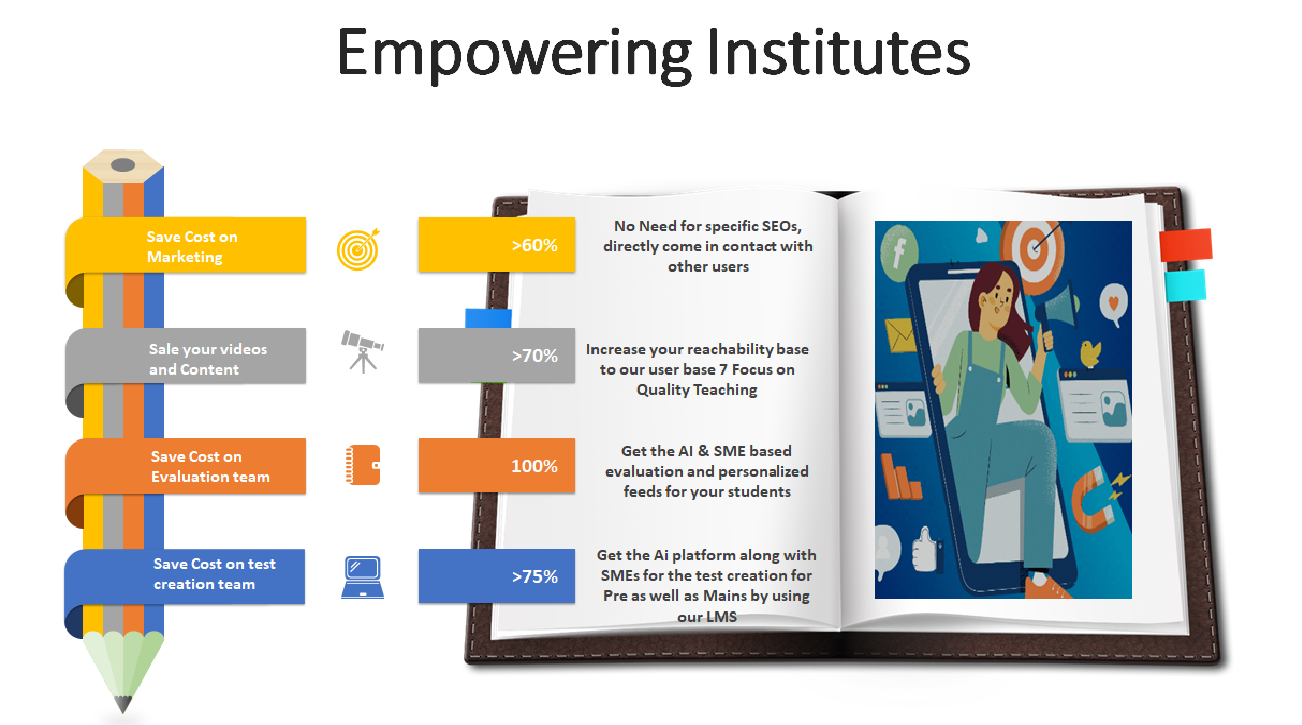 Empowering Institutes
Save Cost on
Marketing
>60%
No Need for specific SEOs,
directly come in contact with
other users
Sale your videos
and Content
>70%
Increase your reachability base
to our user base 7 Focus on
Quality Teaching
Save Cost on
Evaluation team
100%
Get the AI & SME based
evaluation and personalized
feeds for your students
Save Cost on test
creation team
>75%
Get the Ai platform along with
SMEs for the test creation for
Pre as well as Mains by using
our LMS